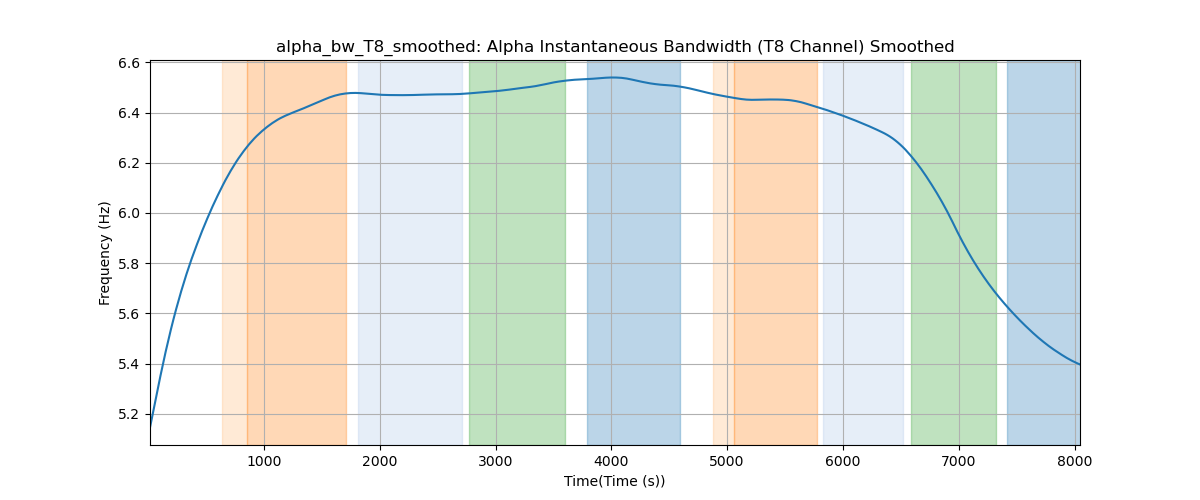 alpha_bw_T8_smoothed: Alpha Instantaneous Bandwidth (T8 Channel) Smoothed
Frequency (Hz)
6.6
6.4
6.2
6.0
5.8
5.6
5.4
5.2
1000 2000 3000 4000 5000 6000 7000 8000
Time(Time (s))